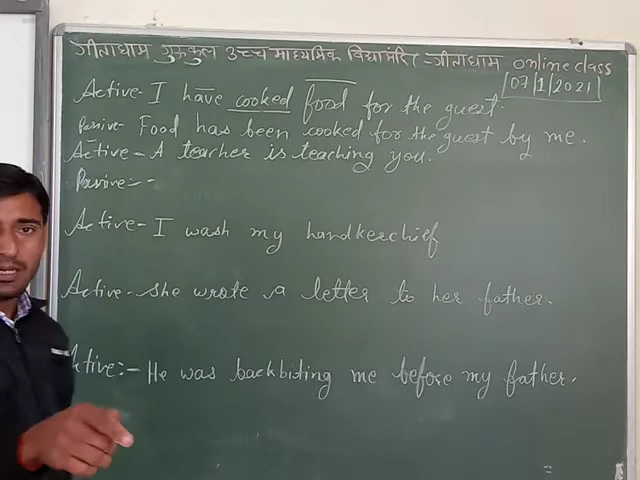 गीताधाम गुरुकुल उच्च माध्यमिक विद्यामंदिर-गीताधाम online class
07/1/2021
Active- I have cooked food for the guest.
Passive- Food has been cooked for the guest by me.
Active- A teacher is teaching you.
Passive:-
Active- I wash my handkerchief
Active- she wrote a letter to her father.
Active:- He was backbiting me before my father.